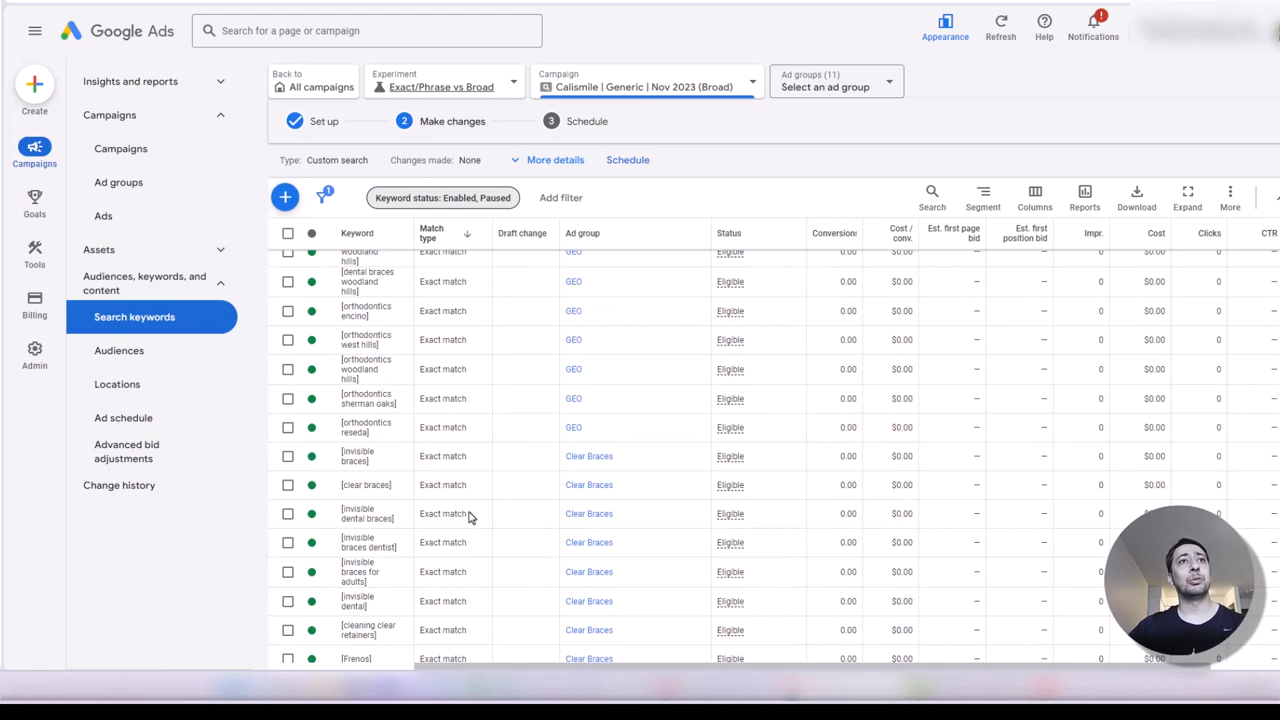 Google Ads
Search for a page or campaign
Appearance
Refresh
Help
Notifications
!
Create
Campaigns
Goals
Tools
Billing
Admin
Insights and reports
Campaigns
Campaigns
Ad groups
Ads
Assets
Audiences, keywords, and
content
Search keywords
Audiences
Locations
Ad schedule
Advanced bid
adjustments
Change history
Back to
All campaigns
Experiment
Exact/Phrase vs Broad
Campaign
Calismile | Generic | Nov 2023 (Broad)
Ad groups (11)
Select an ad group
Set up
2 Make changes
3 Schedule
Type: Custom search Changes made: None More details Schedule
1
Keyword status: Enabled, Paused
Add filter
Search
Segment
Columns
Reports
Download
Expand
More
Keyword
Match
type
Draft change
Ad group
Status
Conversions
Cost /
conv.
Est. first page
bid
Est. first
position bid
Impr.
Cost
Clicks
CTR
woodland
hills] Exact match GEO Eligible 0.00 $0.00 – – 0 $0.00 0
[dental braces
woodland
hills] Exact match GEO Eligible 0.00 $0.00 – – 0 $0.00 0
[orthodontics
encino] Exact match GEO Eligible 0.00 $0.00 – – 0 $0.00 0
[orthodontics
west hills] Exact match GEO Eligible 0.00 $0.00 – – 0 $0.00 0
[orthodontics
woodland
hills] Exact match GEO Eligible 0.00 $0.00 – – 0 $0.00 0
[orthodontics
sherman oaks] Exact match GEO Eligible 0.00 $0.00 – – 0 $0.00 0
[orthodontics
reseda] Exact match GEO Eligible 0.00 $0.00 – – 0 $0.00 0
[invisible
braces] Exact match Clear Braces Eligible 0.00 $0.00 – – 0 $0.00 0
[clear braces] Exact match Clear Braces Eligible 0.00 $0.00 – – 0 $0.00 0
[invisible
dental braces] Exact match Clear Braces Eligible 0.00 $0.00 – – 0
[invisible
braces dentist] Exact match Clear Braces Eligible 0.00 $0.00 – – 0
[invisible
braces for
adults] Exact match Clear Braces Eligible 0.00 $0.00 – – 0
[invisible
dental] Exact match Clear Braces Eligible 0.00 $0.00 – – 0
[cleaning clear
retainers] Exact match Clear Braces Eligible 0.00 $0.00 – – 0
[Frenos] Exact match Clear Braces Eligible 0.00 $0.00 – – 0 $0.00 0